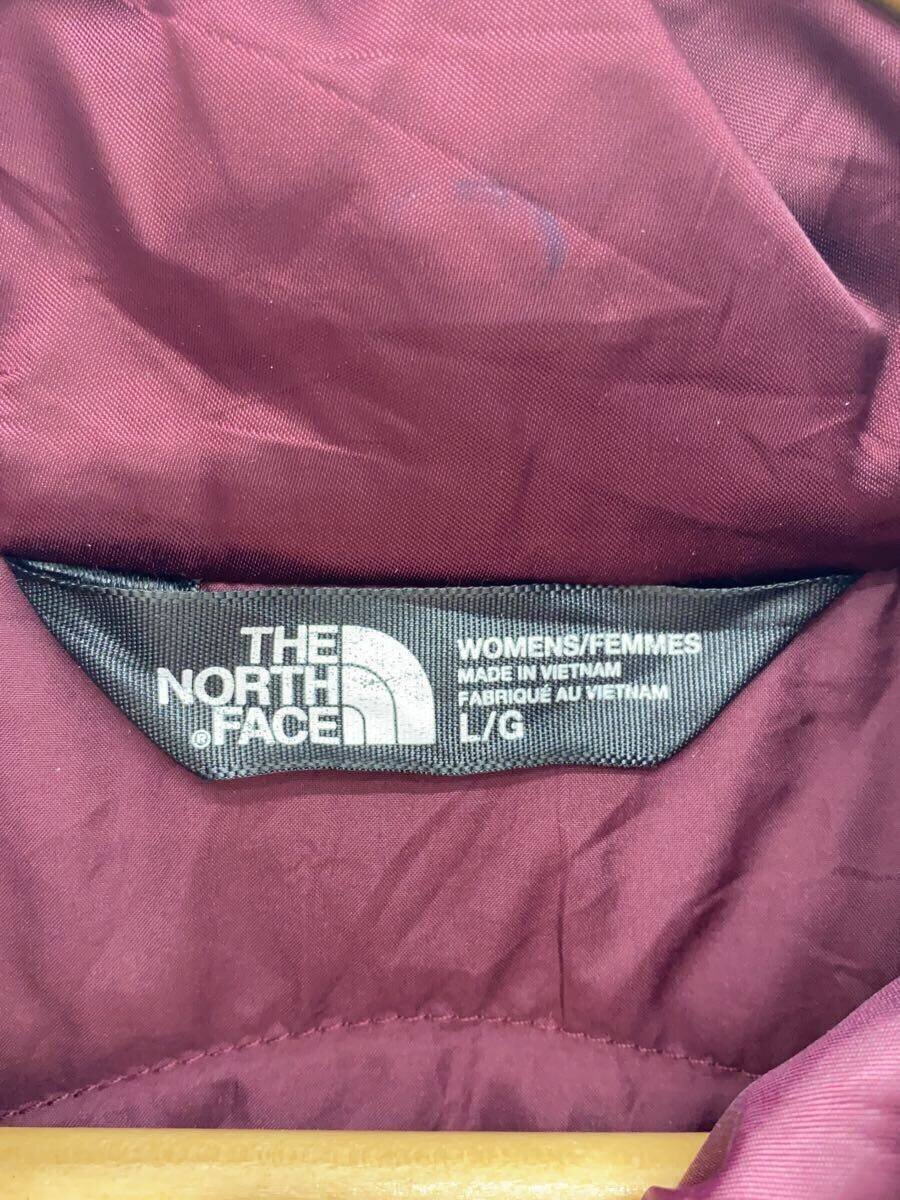 THE
NORTH
®FACE
WOMENS/FEMMES
MADE IN VIETNAM
FABRIQUÉ AU VIETNAM
L/G